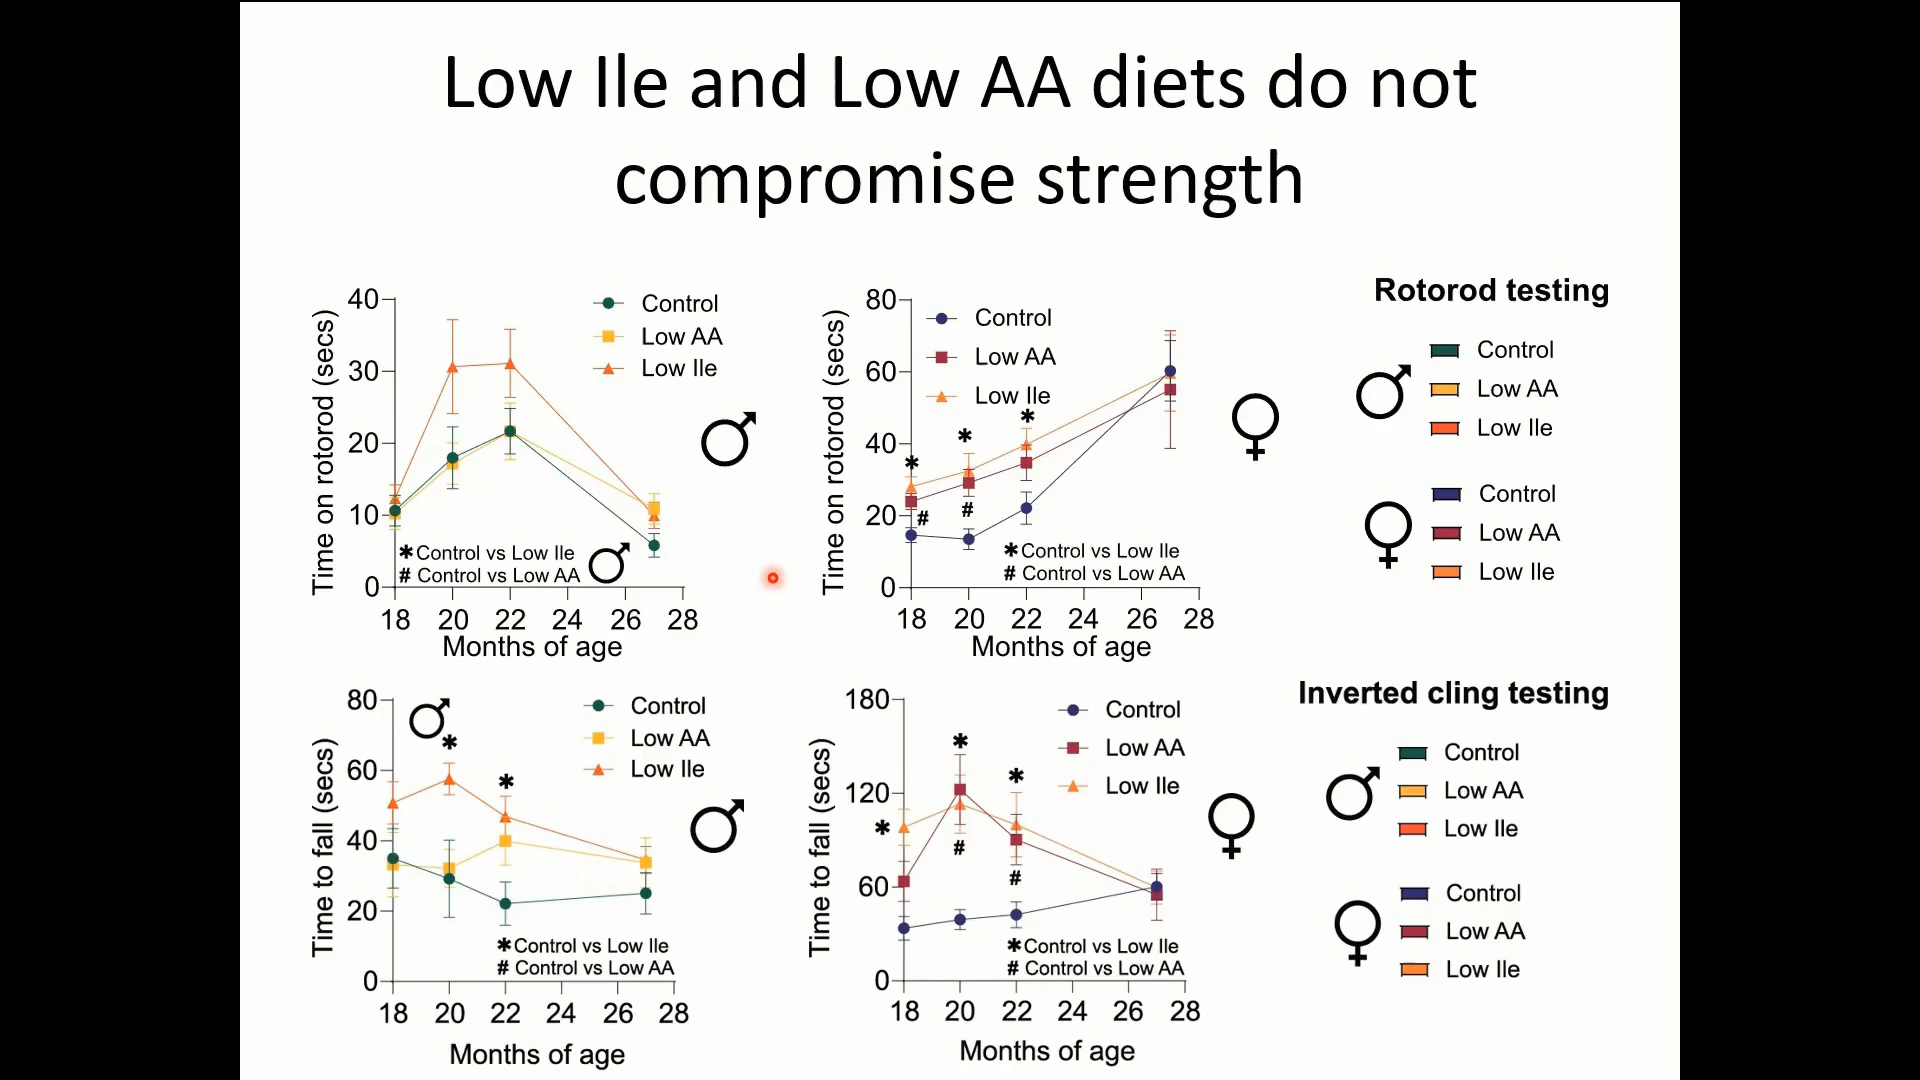 Low Ile and Low AA diets do not
compromise strength
Time on rotorod (secs)
40
30
20
10
0
Control
Low AA
Low Ile
✱Control vs Low Ile
# Control vs Low AA
18 20 22 24 26 28
Months of age
Time on rotorod (secs)
80
60
40
20
0
Control
Low AA
Low Ile
✱
✱
✱
#
#
✱Control vs Low Ile
# Control vs Low AA
18 20 22 24 26 28
Months of age
Rotorod testing
Control
Low AA
Low Ile
Control
Low AA
Low Ile
Time to fall (secs)
80
60
40
20
0
✱
✱
Control
Low AA
Low Ile
✱Control vs Low Ile
# Control vs Low AA
18 20 22 24 26 28
Months of age
Time to fall (secs)
180
120
60
0
✱
✱
✱
#
#
Control
Low AA
Low Ile
✱Control vs Low Ile
# Control vs Low AA
18 20 22 24 26 28
Months of age
Inverted cling testing
Control
Low AA
Low Ile
Control
Low AA
Low Ile